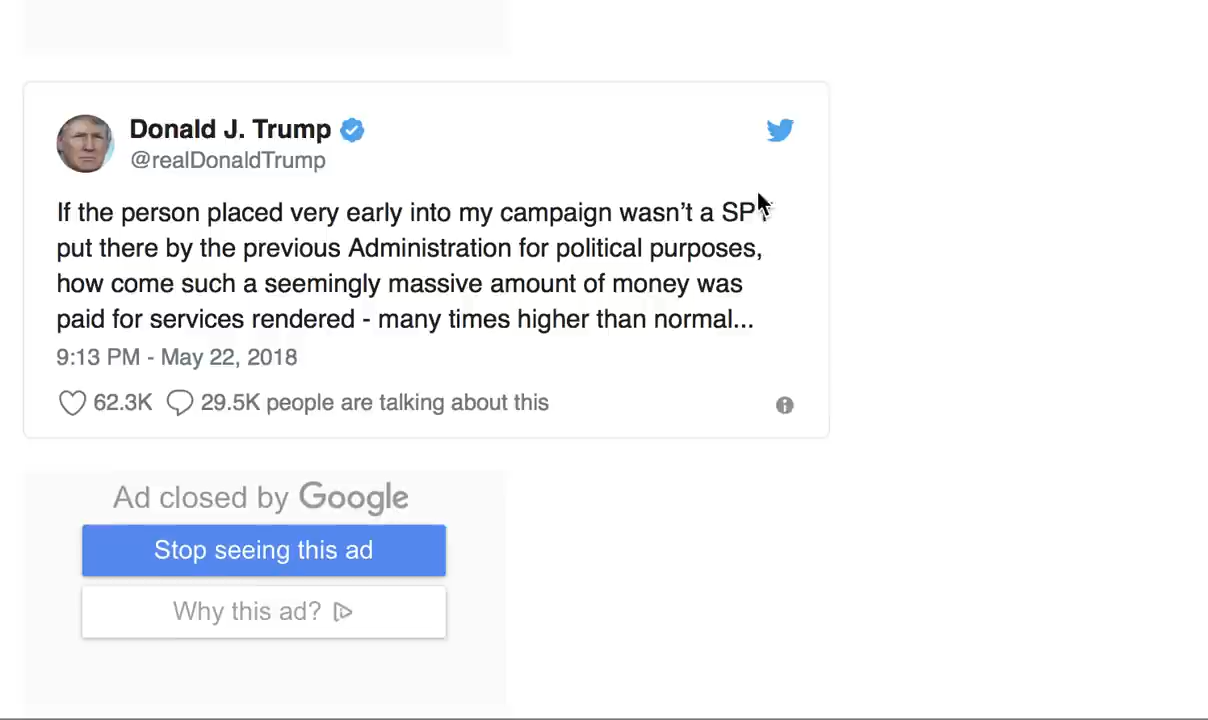 Donald J. Trump
@realDonaldTrump
If the person placed very early into my campaign wasn’t a SP
put there by the previous Administration for political purposes,
how come such a seemingly massive amount of money was
paid for services rendered - many times higher than normal...
9:13 PM - May 22, 2018
62.3K 29.5K people are talking about this
Ad closed by Google
Stop seeing this ad
Why this ad?